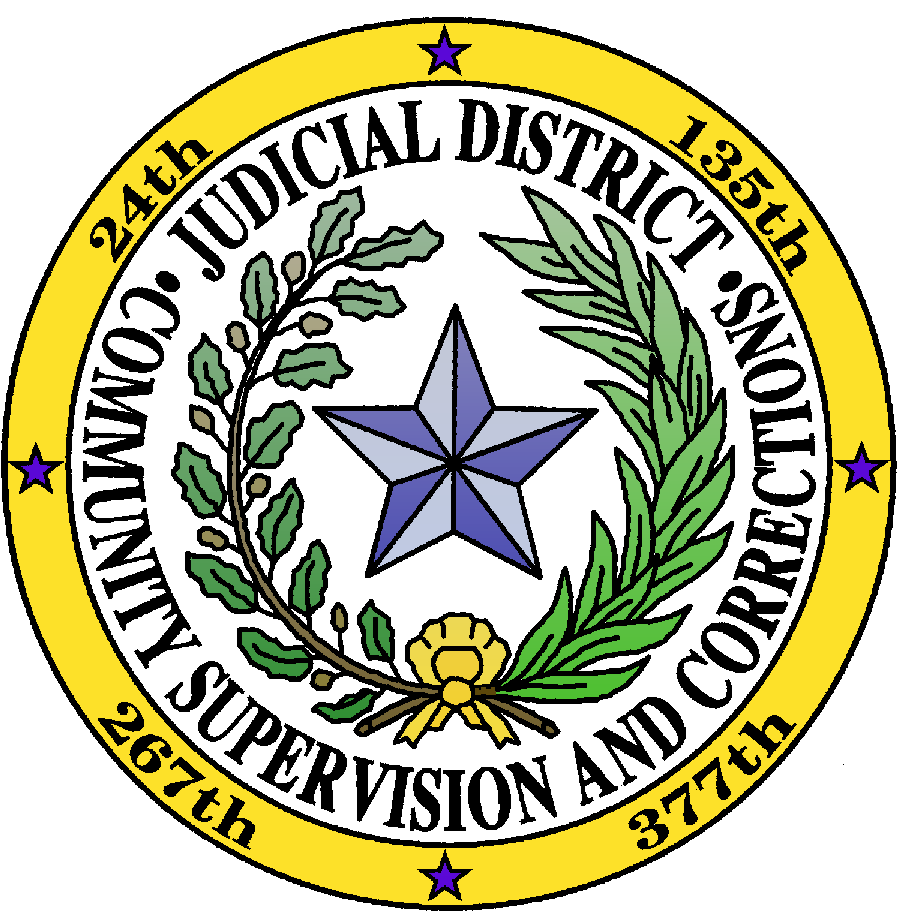 24th
135th
267th
377th
• JUDICIAL DISTRICT •
COMMUNITY SUPERVISION AND CORRECTIONS